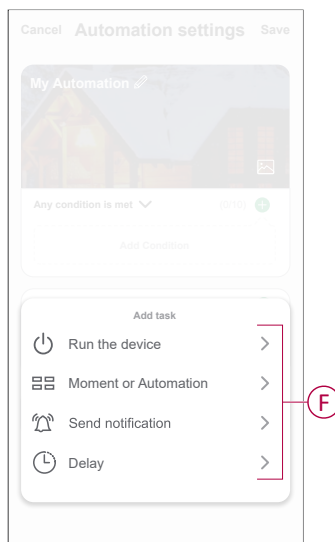 Cancel Automation settings Save
My Automation
Any condition is met (0/10)
Add Condition
Add task
Run the device
Moment or Automation
Send notification
Delay
F